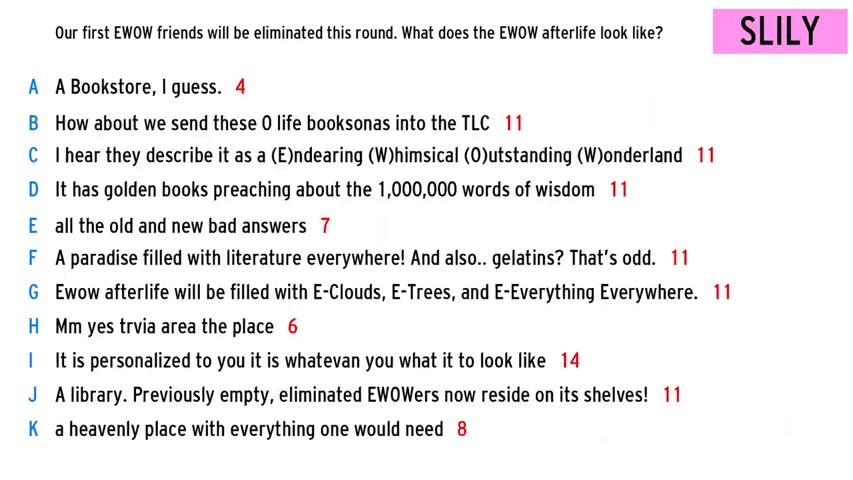 Our first EWOW friends will be eliminated this round. What does the EWOW afterlife look like?
SLILY
A A Bookstore, I guess. 4
B How about we send these 0 life booksonas into the TLC 11
C I hear they describe it as a (E)ndearing (W)himsical (O)utstanding (W)onderland 11
D It has golden books preaching about the 1,000,000 words of wisdom 11
E all the old and new bad answers 7
F A paradise filled with literature everywhere! And also.. gelatins? That's odd. 11
G Ewow afterlife will be filled with E-Clouds, E-Trees, and E-Everything Everywhere. 11
H Mm yes trvia area the place 6
I It is personalized to you it is whatevan you what it to look like 14
J A library. Previously empty, eliminated EWOWers now reside on its shelves! 11
K a heavenly place with everything one would need 8